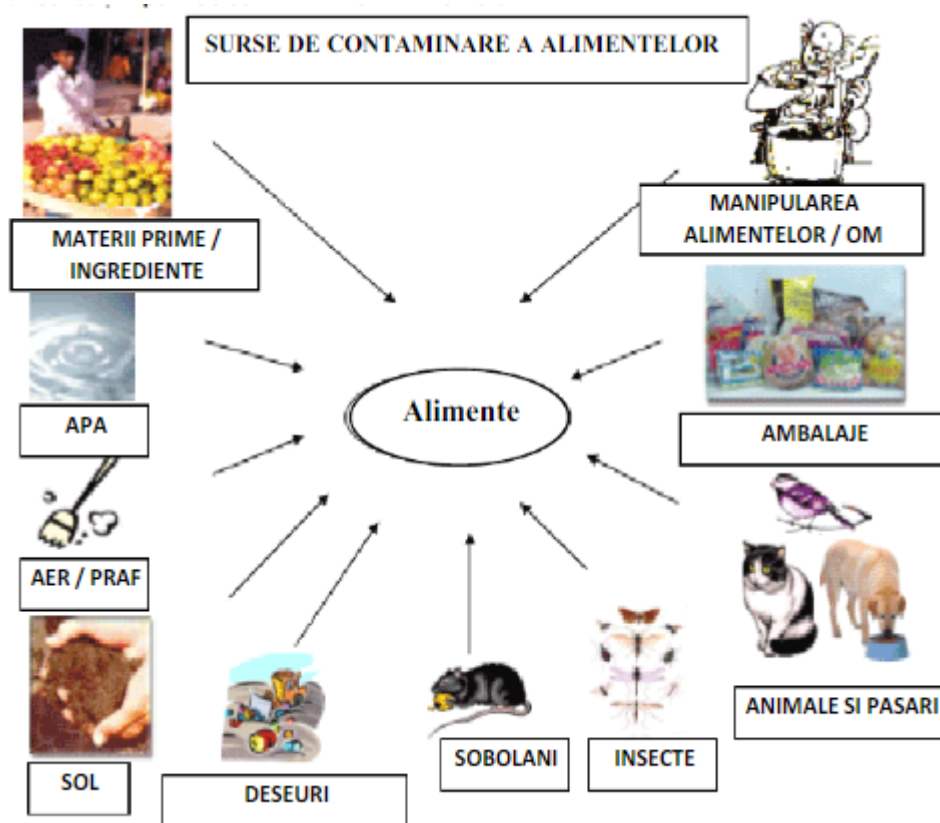 SURSE DE CONTAMINARE A ALIMENTELOR
MATERII PRIME /
INGREDIENTE
MANIPULAREA
ALIMENTELOR / OM
APA
Alimente
AMBALAJE
AER / PRAF
SOL
DESEURI
SOBOLANI
INSECTE
ANIMALE SI PASARI